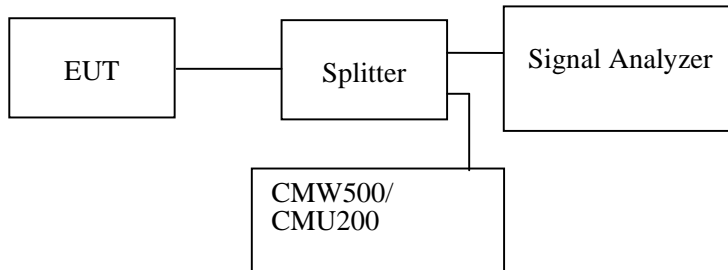 EUT
Splitter
Signal Analyzer
CMW500/
CMU200